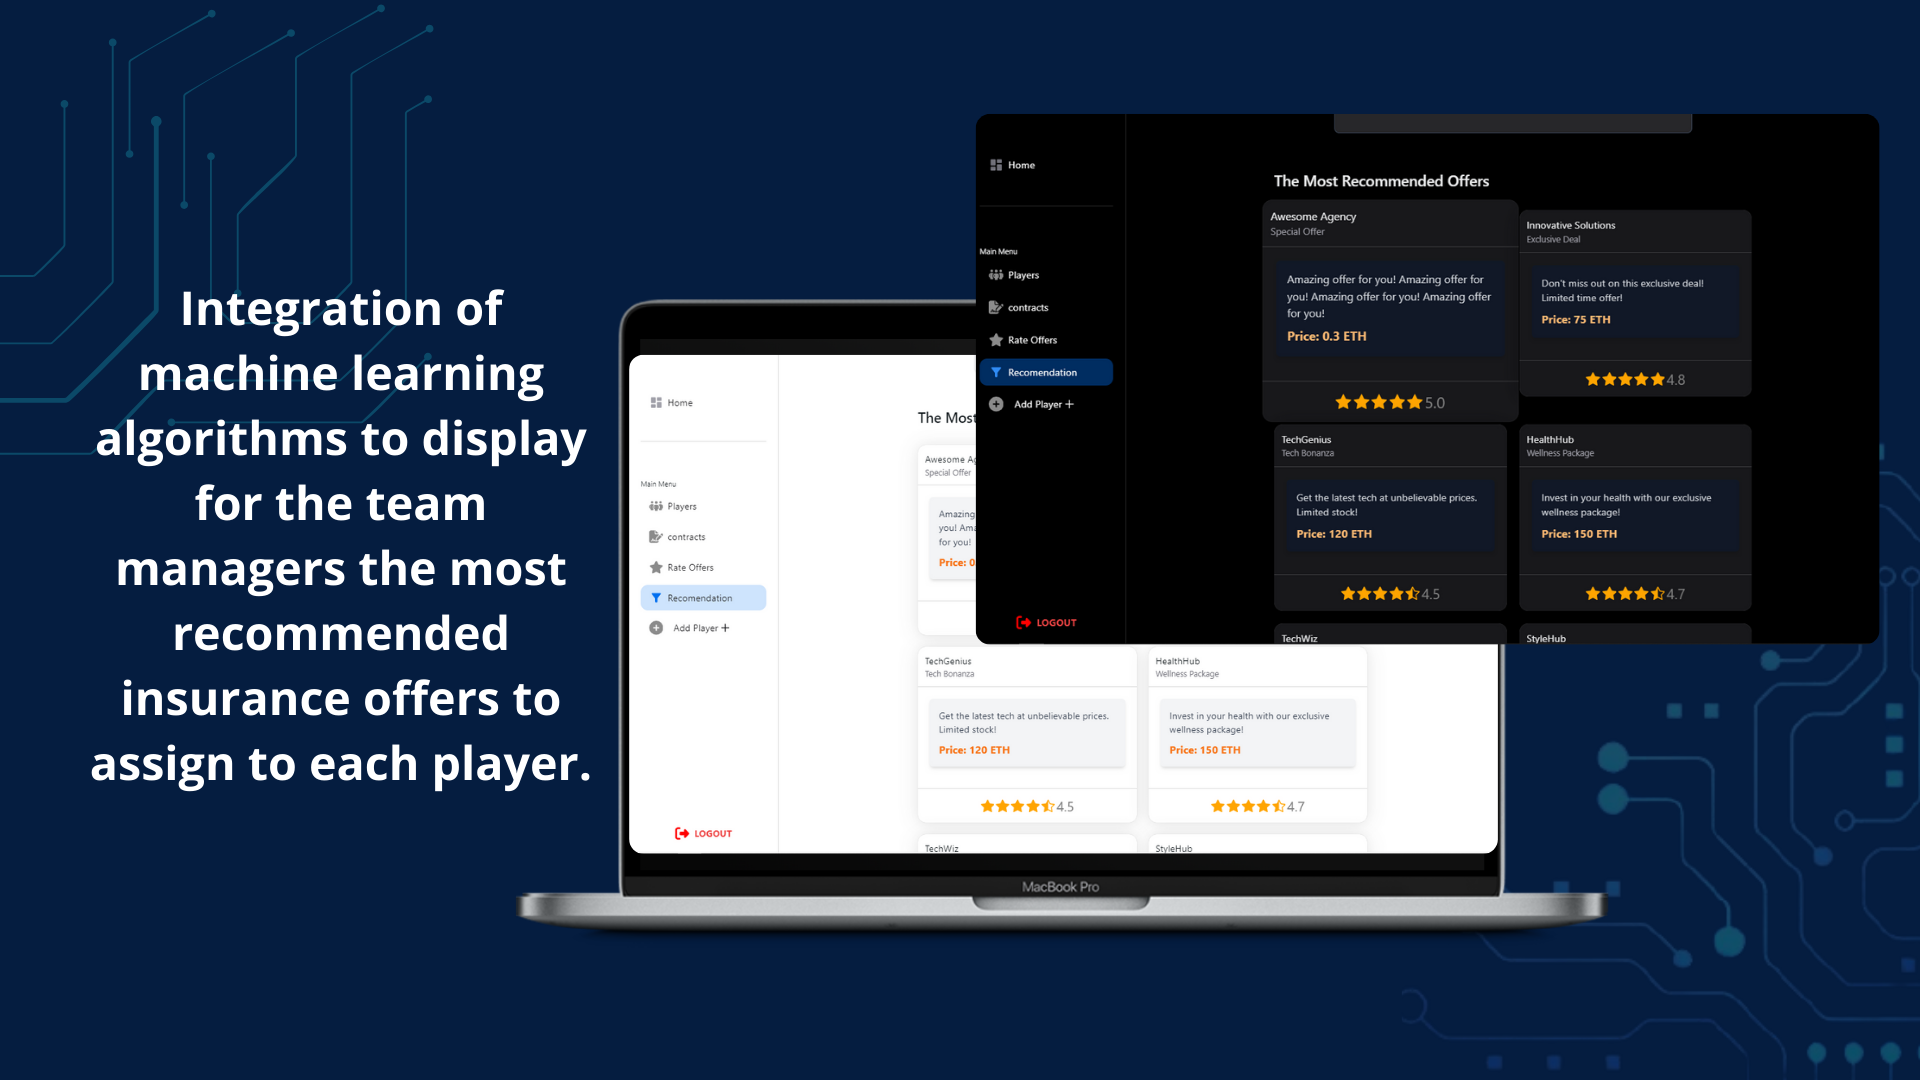 Integration of
machine learning
algorithms to display
for the team
managers the most
recommended
insurance offers to
assign to each player.
Home
Main Menu
Players
contracts
Rate Offers
Recomendation
Add Player +
LOGOUT
The Most Recommended Offers
Awesome Agency
Special Offer
Amazing offer for you! Amazing offer for
you! Amazing offer for you! Amazing offer
for you!
Price: 0.3 ETH
5.0
Innovative Solutions
Exclusive Deal
Don't miss out on this exclusive deal!
Limited time offer!
Price: 75 ETH
4.8
TechGenius
Tech Bonanza
Get the latest tech at unbelievable prices.
Limited stock!
Price: 120 ETH
4.5
HealthHub
Wellness Package
Invest in your health with our exclusive
wellness package!
Price: 150 ETH
4.7
TechWiz
StyleHub
Home
Main Menu
Players
contracts
Rate Offers
Recomendation
Add Player +
LOGOUT
The Most
Awesome Ag
Special Offer
Amazing
you! Ama
for you!
Price: 0
TechGenius
Tech Bonanza
Get the latest tech at unbelievable prices.
Limited stock!
Price: 120 ETH
4.5
HealthHub
Wellness Package
Invest in your health with our exclusive
wellness package!
Price: 150 ETH
4.7
TechWiz
StyleHub
MacBook Pro